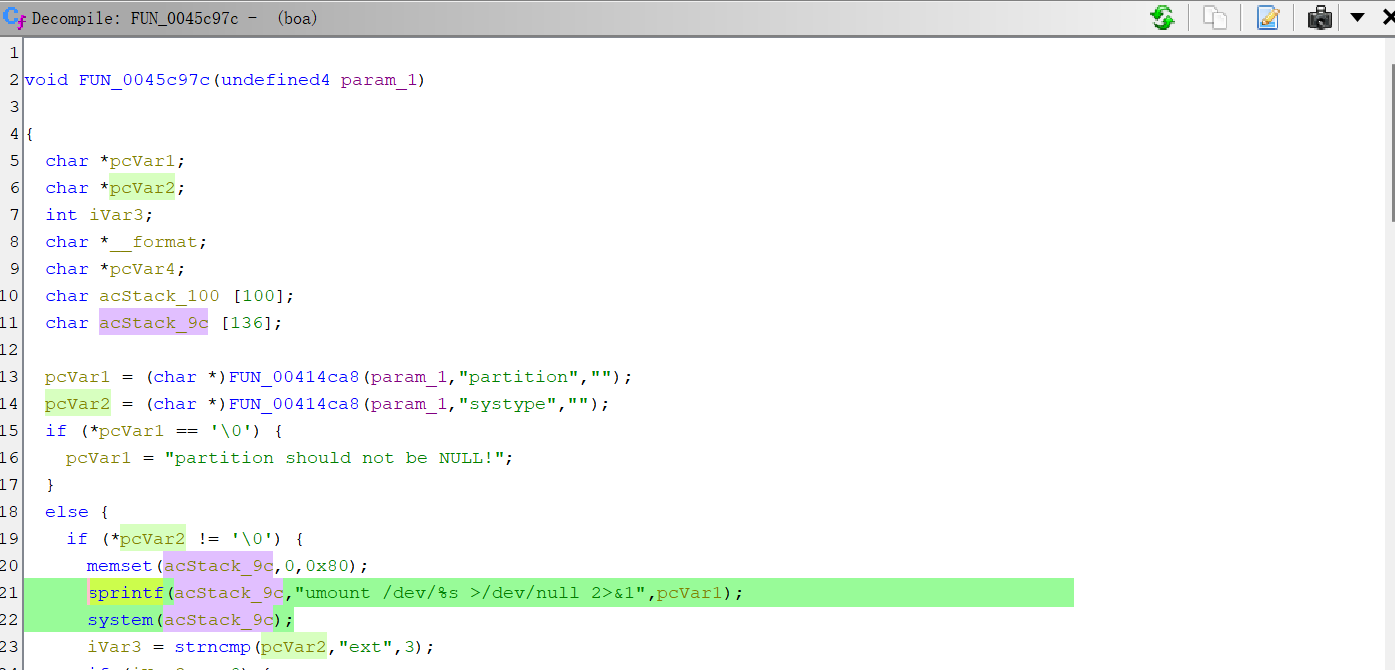 Decompile: FUN_0045c97c - (boa)
1
2 void FUN_0045c97c(undefined4 param_1)
3
4 {
5 char *pcVar1;
6 char *pcVar2;
7 int iVar3;
8 char *__format;
9 char *pcVar4;
10 char acStack_100 [100];
11 char acStack_9c [136];
12
13 pcVar1 = (char *)FUN_00414ca8(param_1,"partition","");
14 pcVar2 = (char *)FUN_00414ca8(param_1,"systype","");
15 if (*pcVar1 == '\0') {
16 pcVar1 = "partition should not be NULL!";
17 }
18 else {
19 if (*pcVar2 != '\0') {
20 memset(acStack_9c,0,0x80);
21 sprintf(acStack_9c,"umount /dev/%s >/dev/null 2>&1",pcVar1);
22 system(acStack_9c);
23 iVar3 = strncmp(pcVar2,"ext",3);